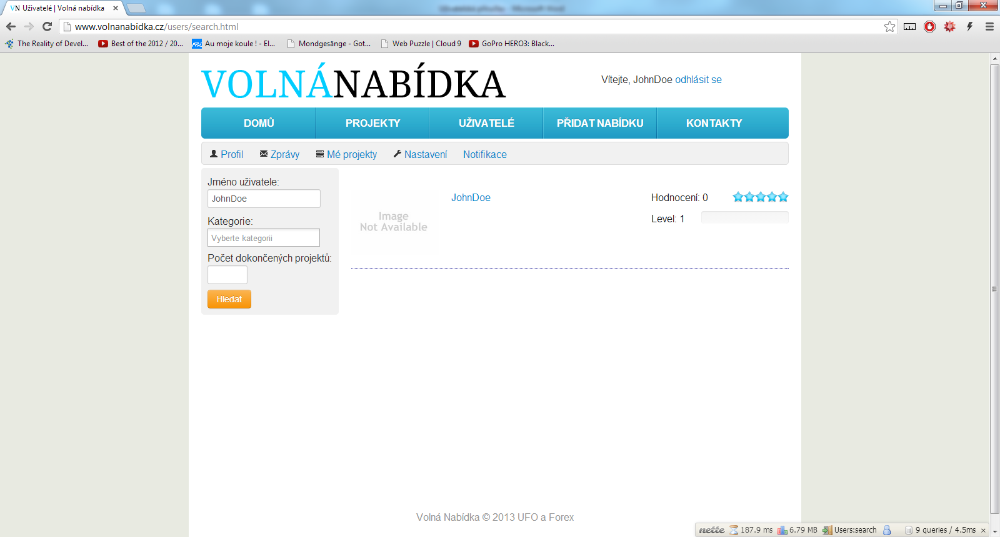 VN Uživatelé | Volná nabídka
www.volnanabidka.cz/users/search.html
The Reality of Devel...
Best of the 2012 / 20...
Au moje koule ! - El...
Mondgesänge - Got...
Web Puzzle | Cloud 9
GoPro HERO3: Black...
VOLNÁNABÍDKA
Vítejte, JohnDoe odhlásit se
DOMŮ
PROJEKTY
UŽIVATELÉ
PŘIDAT NABÍDKU
KONTAKTY
Profil
Zprávy
Mé projekty
Nastavení
Notifikace
Jméno uživatele:
JohnDoe
Kategorie:
Vyberte kategorii
Počet dokončených projektů:
Hledat
Image
Not Available
JohnDoe
Hodnocení: 0
Level: 1
Volná Nabídka © 2013 UFO a Forex
nette 187.9 ms 6.79 MB Users:search 9 queries / 4.5ms ×